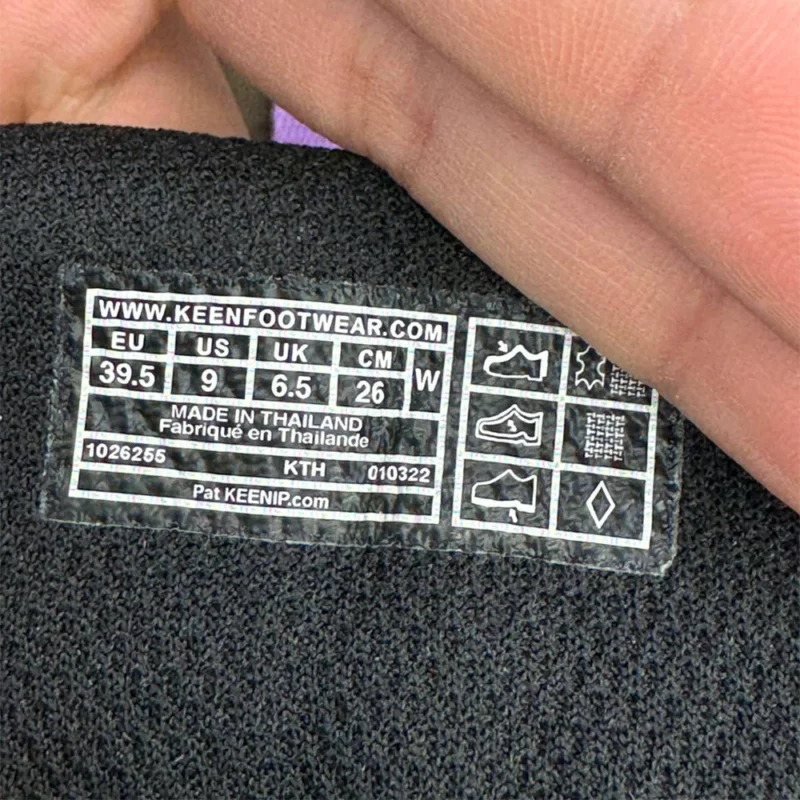 WWW.KEENFOOTWEAR.COM
EU US UK CM W
39.5 9 6.5 26
MADE IN THAILAND
Fabriqué en Thaïlande
1026255 KTH 010322
Pat KEENIP.com